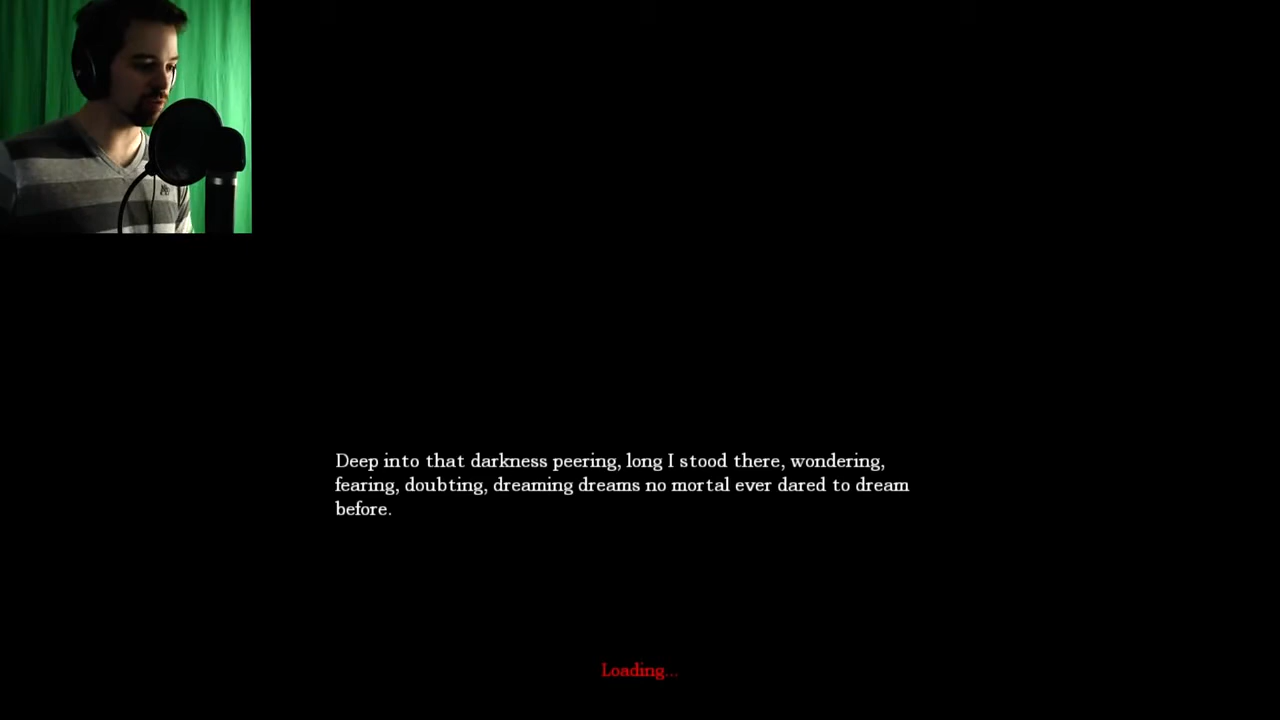 Deep into that darkness peering, long I stood there, wondering,
fearing, doubting, dreaming dreams no mortal ever dared to dream
before.
Loading...